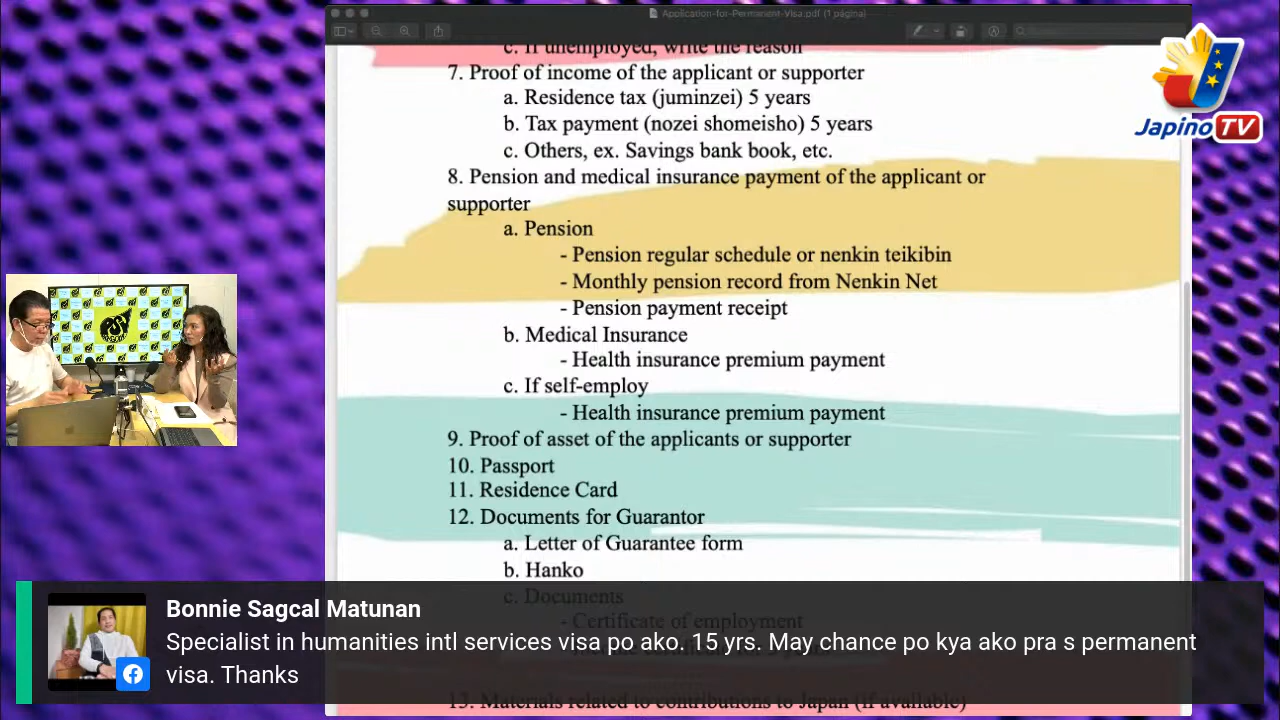 Application-for-Permanent-Visa.pdf (1 página)
c. If unemployed, write the reason
7. Proof of income of the applicant or supporter
a. Residence tax (juminzei) 5 years
b. Tax payment (nozei shomeisho) 5 years
c. Others, ex. Savings bank book, etc.
8. Pension and medical insurance payment of the applicant or
supporter
a. Pension
- Pension regular schedule or nenkin teikibin
- Monthly pension record from Nenkin Net
- Pension payment receipt
b. Medical Insurance
- Health insurance premium payment
c. If self-employ
- Health insurance premium payment
9. Proof of asset of the applicants or supporter
10. Passport
11. Residence Card
12. Documents for Guarantor
a. Letter of Guarantee form
b. Hanko
c. Documents
- Certificate of employment
13. Materials related to contributions to Japan (if available)
Japino TV
Bonnie Sagcal Matunan
Specialist in humanities intl services visa po ako. 15 yrs. May chance po kya ako pra s permanent
visa. Thanks